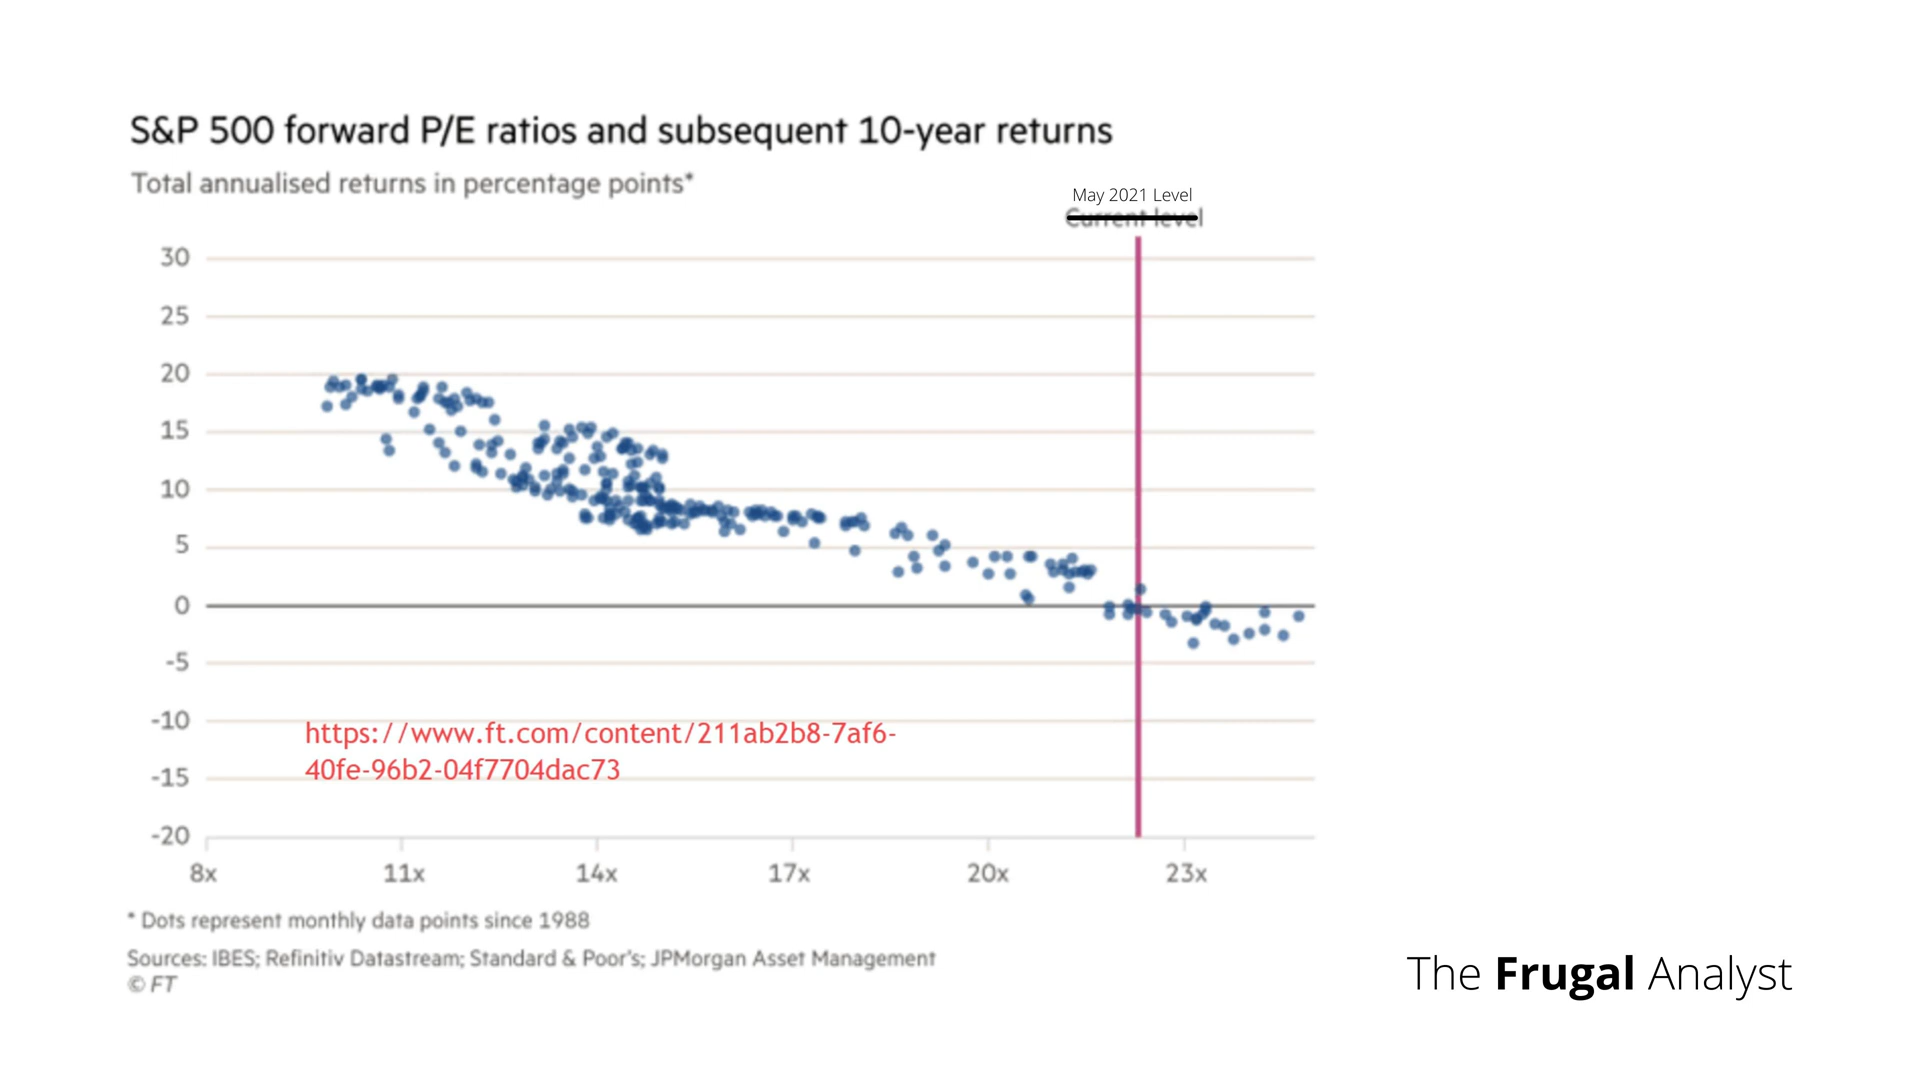 S&P 500 forward P/E ratios and subsequent 10-year returns
Total annualised returns in percentage points*
May 2021 Level
Current level
30
25
20
15
10
5
0
-5
-10
https://www.ft.com/content/211ab2b8-7af6-
40fe-96b2-04f7704dac73
-15
-20
8x 11x 14x 17x 20x 23x
* Dots represent monthly data points since 1988
Sources: IBES; Refinitiv Datastream; Standard & Poor's; JPMorgan Asset Management
© FT
The Frugal Analyst